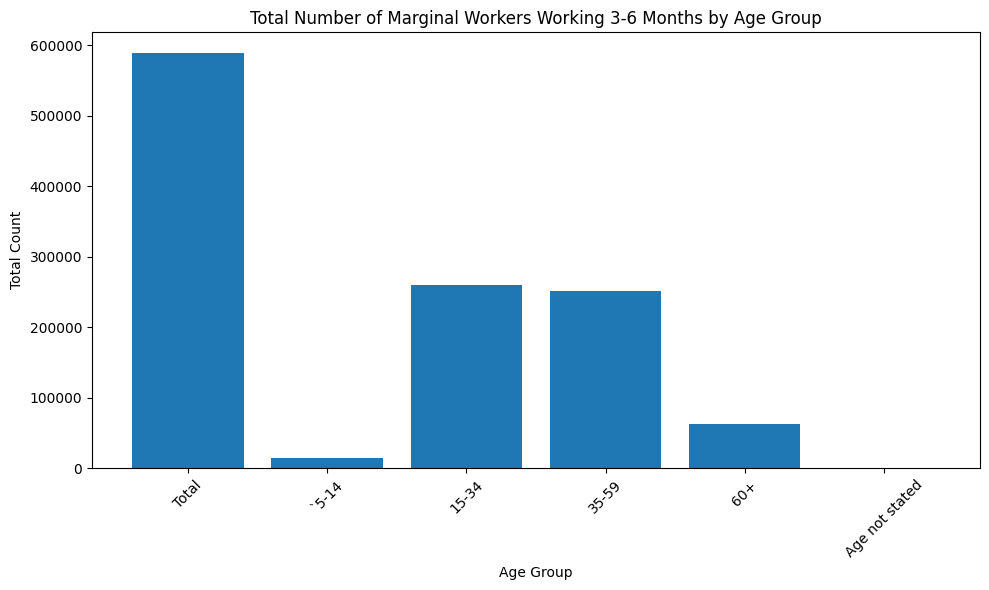 Total Number of Marginal Workers Working 3-6 Months by Age Group
Total Count
600000
500000
400000
300000
200000
100000
0
Total
`5-14
15-34
35-59
60+
Age not stated
Age Group